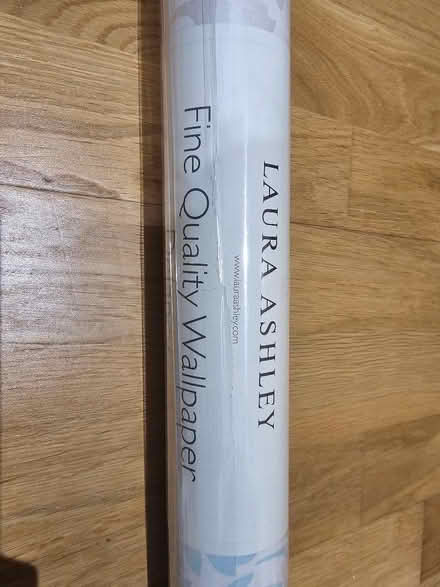 LAURA ASHLEY
www.lauraashley.com
Fine Quality Wallpaper